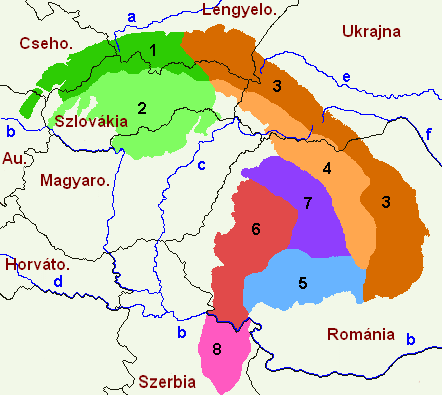 Lengyelo.
a
Ukrajna
Cseho.
1
3
e
2
b
Szlovákia
f
Au.
c
4
Magyaro.
7
3
6
Horváto.
d
5
b
Románia
b
8
Szerbia